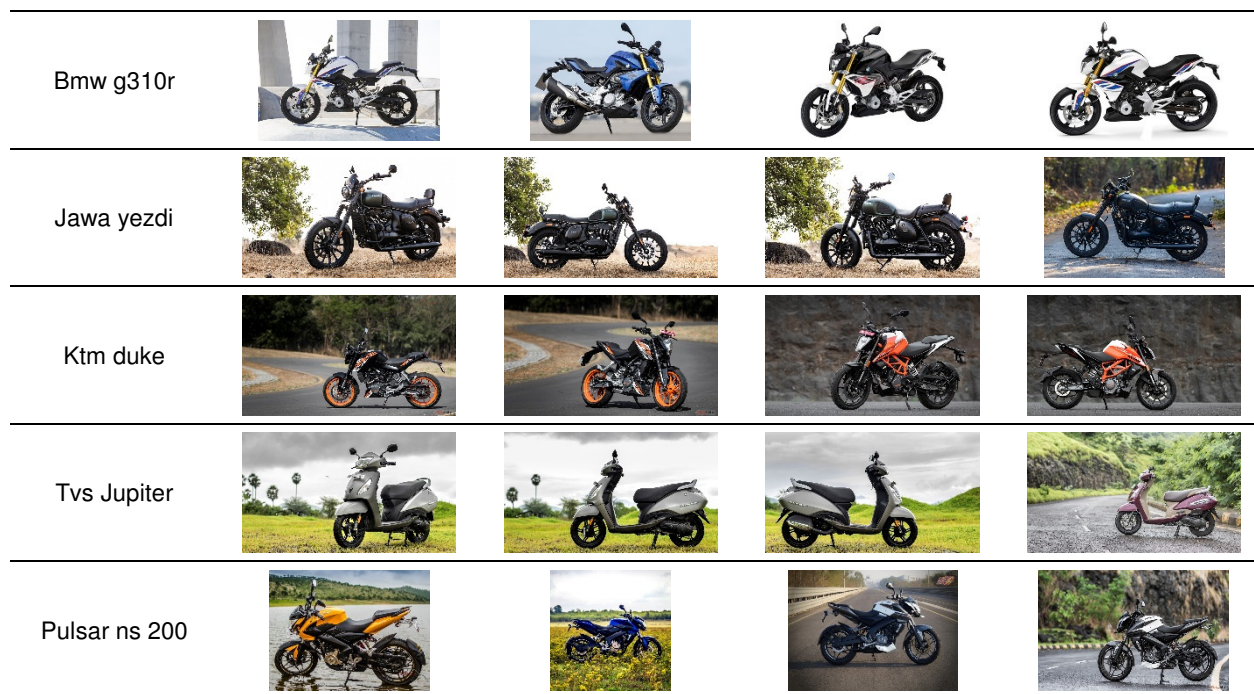 Bmw g310r
Jawa yezdi
Ktm duke
Tvs Jupiter
Pulsar ns 200